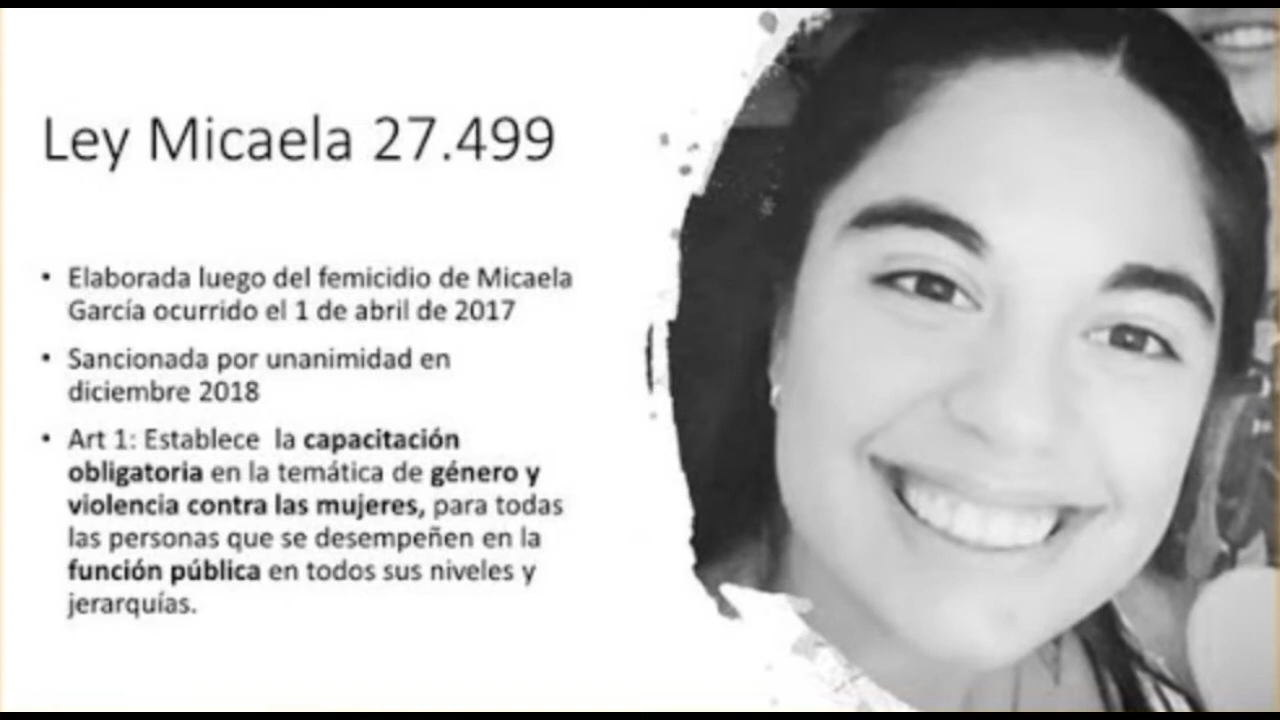 Ley Micaela 27.499
• Elaborada luego del femicidio de Micaela
García ocurrido el 1 de abril de 2017
• Sancionada por unanimidad en
diciembre 2018
• Art 1: Establece la capacitación
obligatoria en la temática de género y
violencia contra las mujeres, para todas
las personas que se desempeñen en la
función pública en todos sus niveles y
jerarquías.